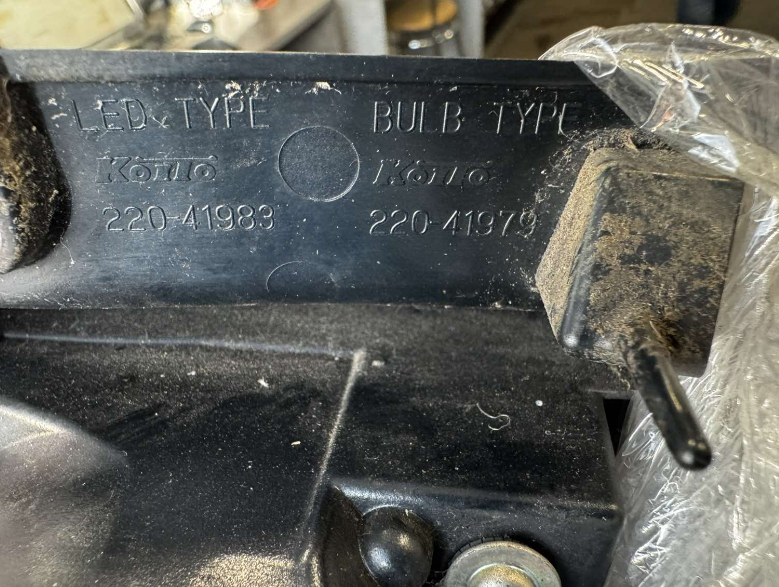 LED TYPE BULB TYPE
KOITO KOITO
220-41983 220-41979